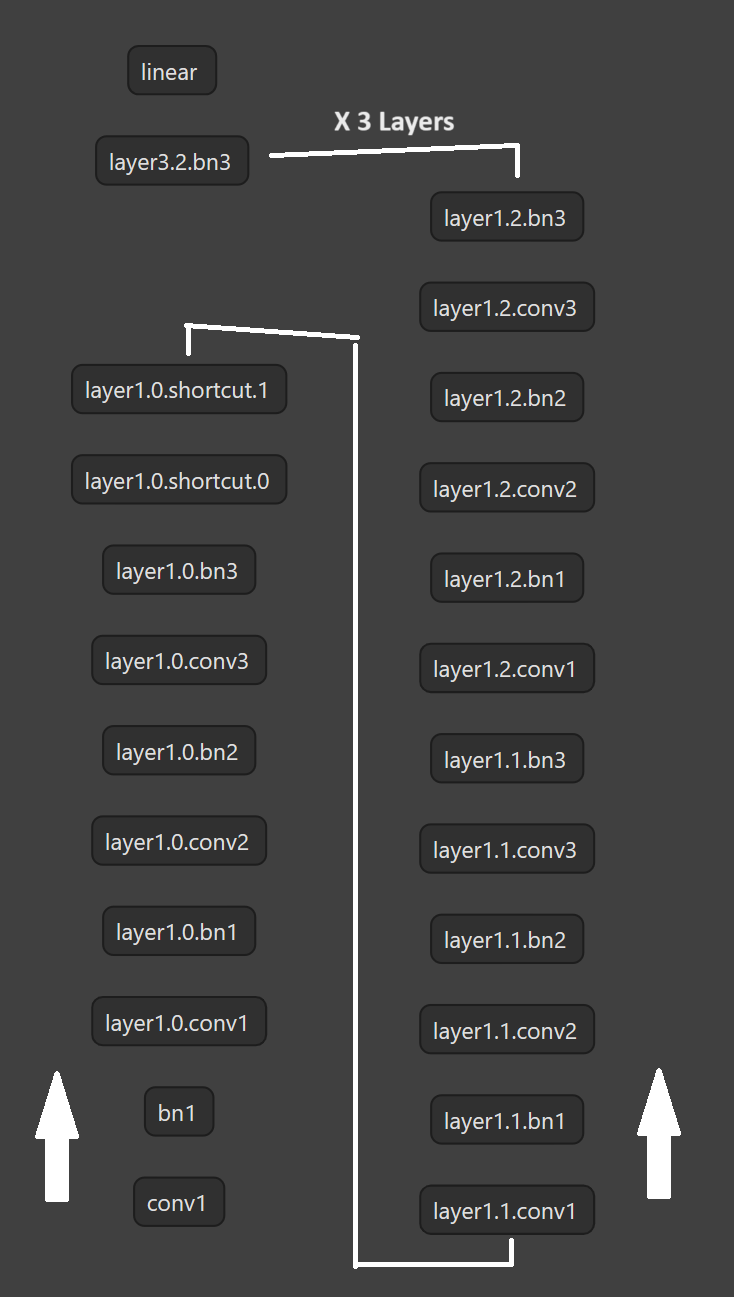 linear
X 3 Layers
layer3.2.bn3
layer1.2.bn3
layer1.2.conv3
layer1.2.bn2
layer1.2.conv2
layer1.2.bn1
layer1.2.conv1
layer1.1.bn3
layer1.1.conv3
layer1.1.bn2
layer1.1.conv2
layer1.1.bn1
layer1.1.conv1
layer1.0.shortcut.1
layer1.0.shortcut.0
layer1.0.bn3
layer1.0.conv3
layer1.0.bn2
layer1.0.conv2
layer1.0.bn1
layer1.0.conv1
bn1
conv1